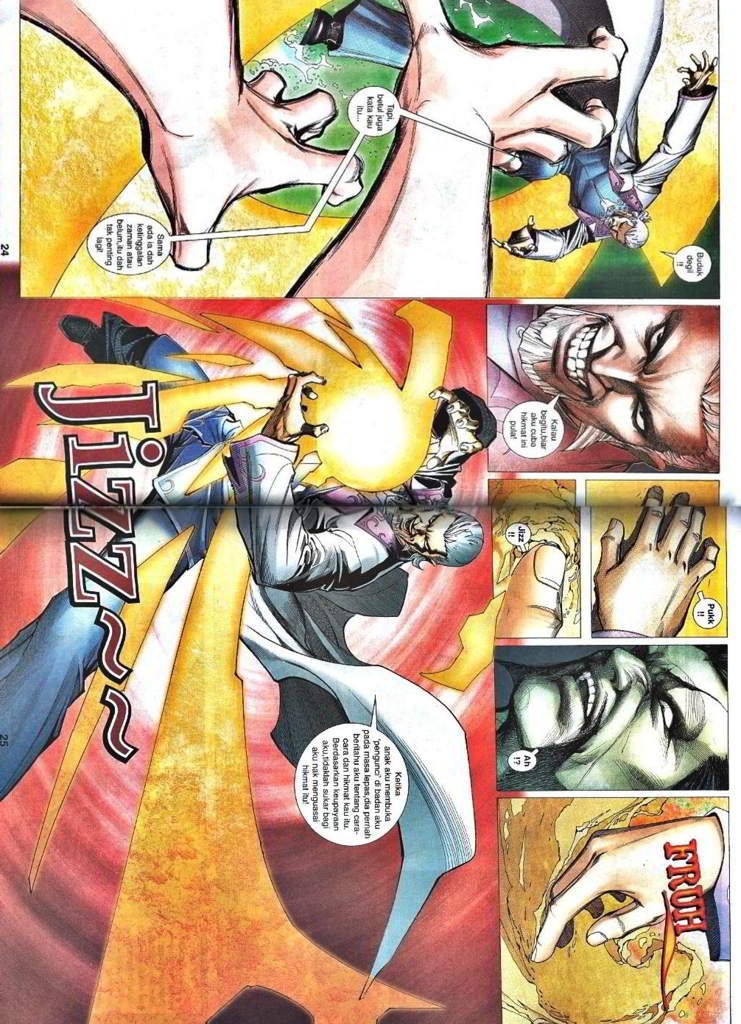 Budak
degil
!!
Tapi,
betul juga
kata kau
itu...
Sama
ada ia dah
ketinggalan
zaman atau
belum,itu dah
tak penting
lagi!
24
Kalau
begitu,biar
aku cuba
hikmat ini
pula!
Pukk
!!
Jizz
!!
Ah
!?
FRUH
Jizz~~
Ketika
anak aku membuka
'pengunci' di badan aku
pada masa lepas,dia pernah
beritahu aku tentang cara-
cara dan hikmat kau itu.
Berdasarkan keupayaan
aku,tidaklah sukar bagi
aku nak menguasai
hikmat itu!
25